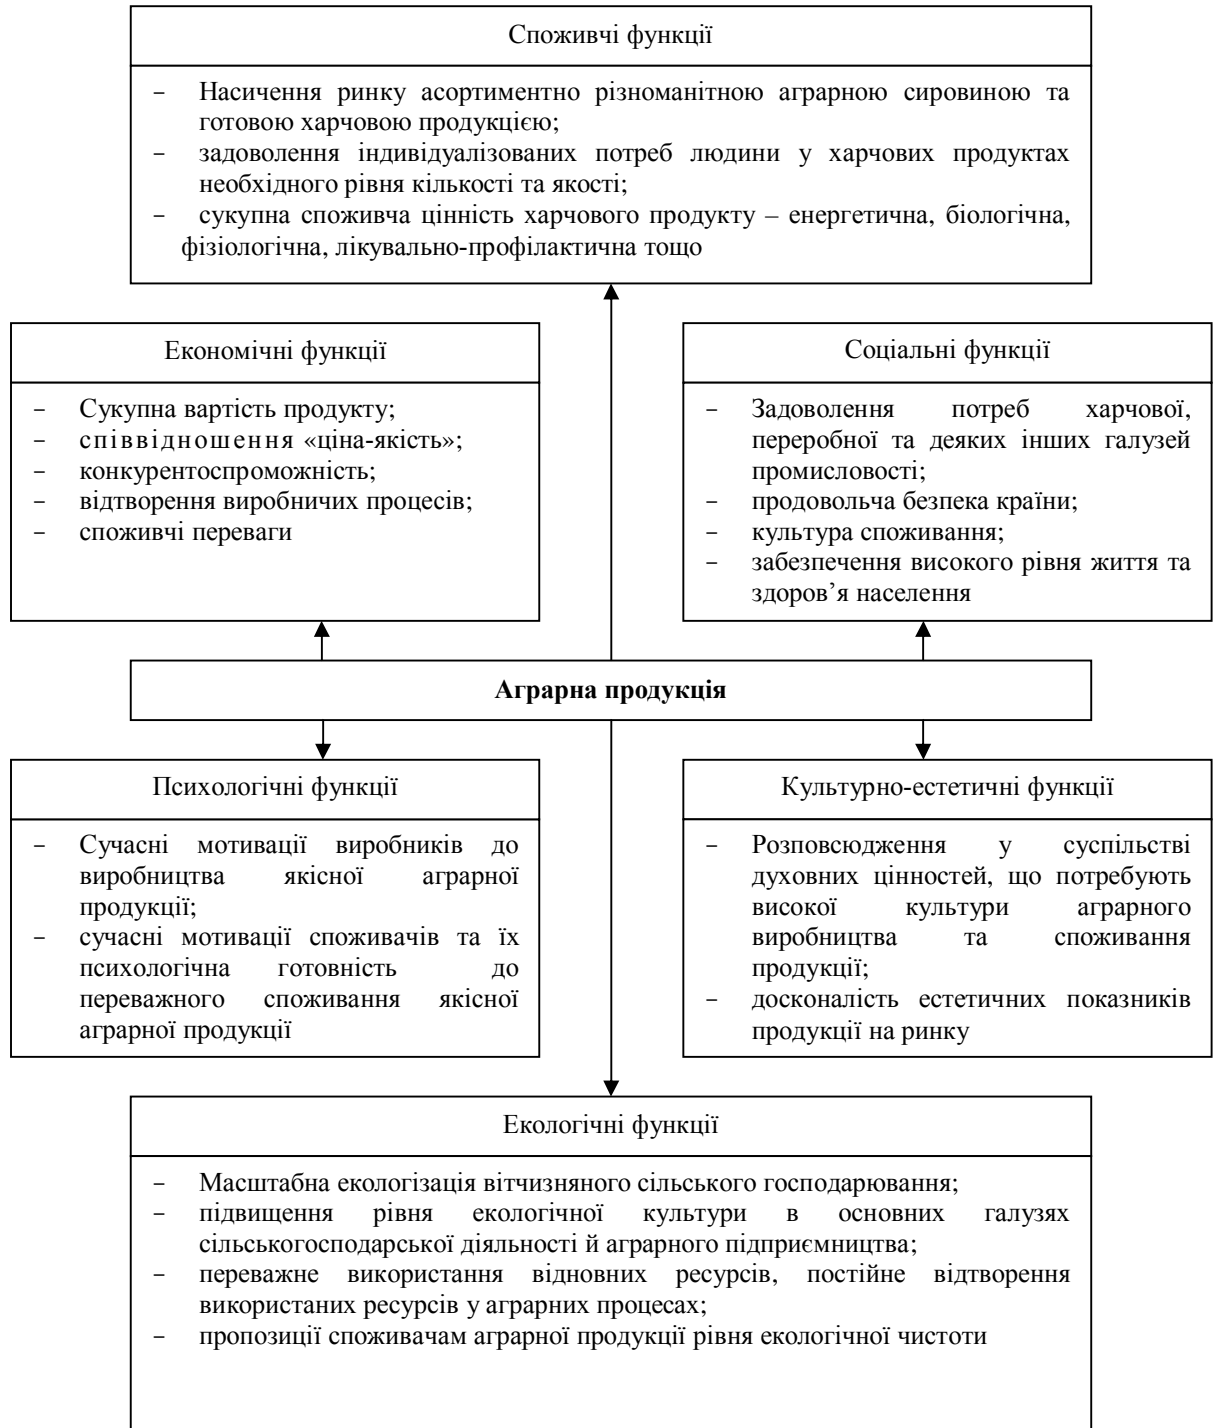 Споживчі функції
- Насичення ринку асортиментно різноманітною аграрною сировиною та
готовою харчовою продукцією;
- задоволення індивідуалізованих потреб людини у харчових продуктах
необхідного рівня кількості та якості;
- сукупна споживча цінність харчового продукту – енергетична, біологічна,
фізіологічна, лікувально-профілактична тощо
Економічні функції
- Сукупна вартість продукту;
- співвідношення «ціна-якість»;
- конкурентоспроможність;
- відтворення виробничих процесів;
- споживчі переваги
Соціальні функції
- Задоволення потреб харчової,
переробної та деяких інших галузей
промисловості;
- продовольча безпека країни;
- культура споживання;
- забезпечення високого рівня життя та
здоров’я населення
Аграрна продукція
Психологічні функції
- Сучасні мотивації виробників до
виробництва якісної аграрної
продукції;
- сучасні мотивації споживачів та їх
психологічна готовність до
переважного споживання якісної
аграрної продукції
Культурно-естетичні функції
- Розповсюдження у суспільстві
духовних цінностей, що потребують
високої культури аграрного
виробництва та споживання
продукції;
- досконалість естетичних показників
продукції на ринку
Екологічні функції
- Масштабна екологізація вітчизняного сільського господарювання;
- підвищення рівня екологічної культури в основних галузях
сільськогосподарської діяльності й аграрного підприємництва;
- переважне використання відновних ресурсів, постійне відтворення
використаних ресурсів у аграрних процесах;
- пропозиції споживачам аграрної продукції рівня екологічної чистоти